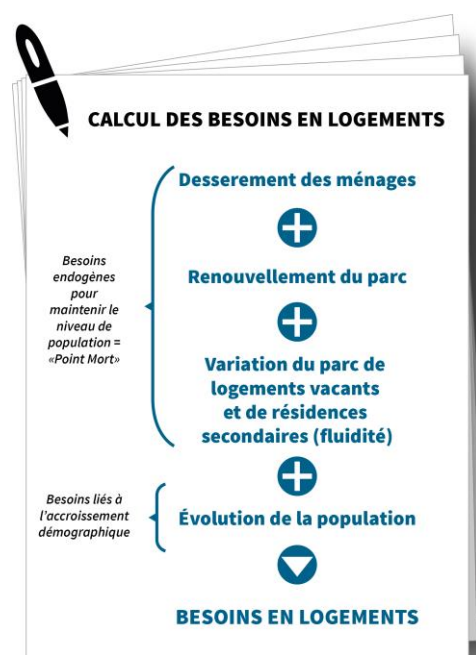 CALCUL DES BESOINS EN LOGEMENTS
Desserement des ménages
Besoins
endogènes
pour
maintenir le
niveau de
population =
«Point Mort»
Renouvellement du parc
Variation du parc de
logements vacants
et de résidences
secondaires (fluidité)
Besoins liés à
l'accroissement
démographique
Évolution de la population
BESOINS EN LOGEMENTS